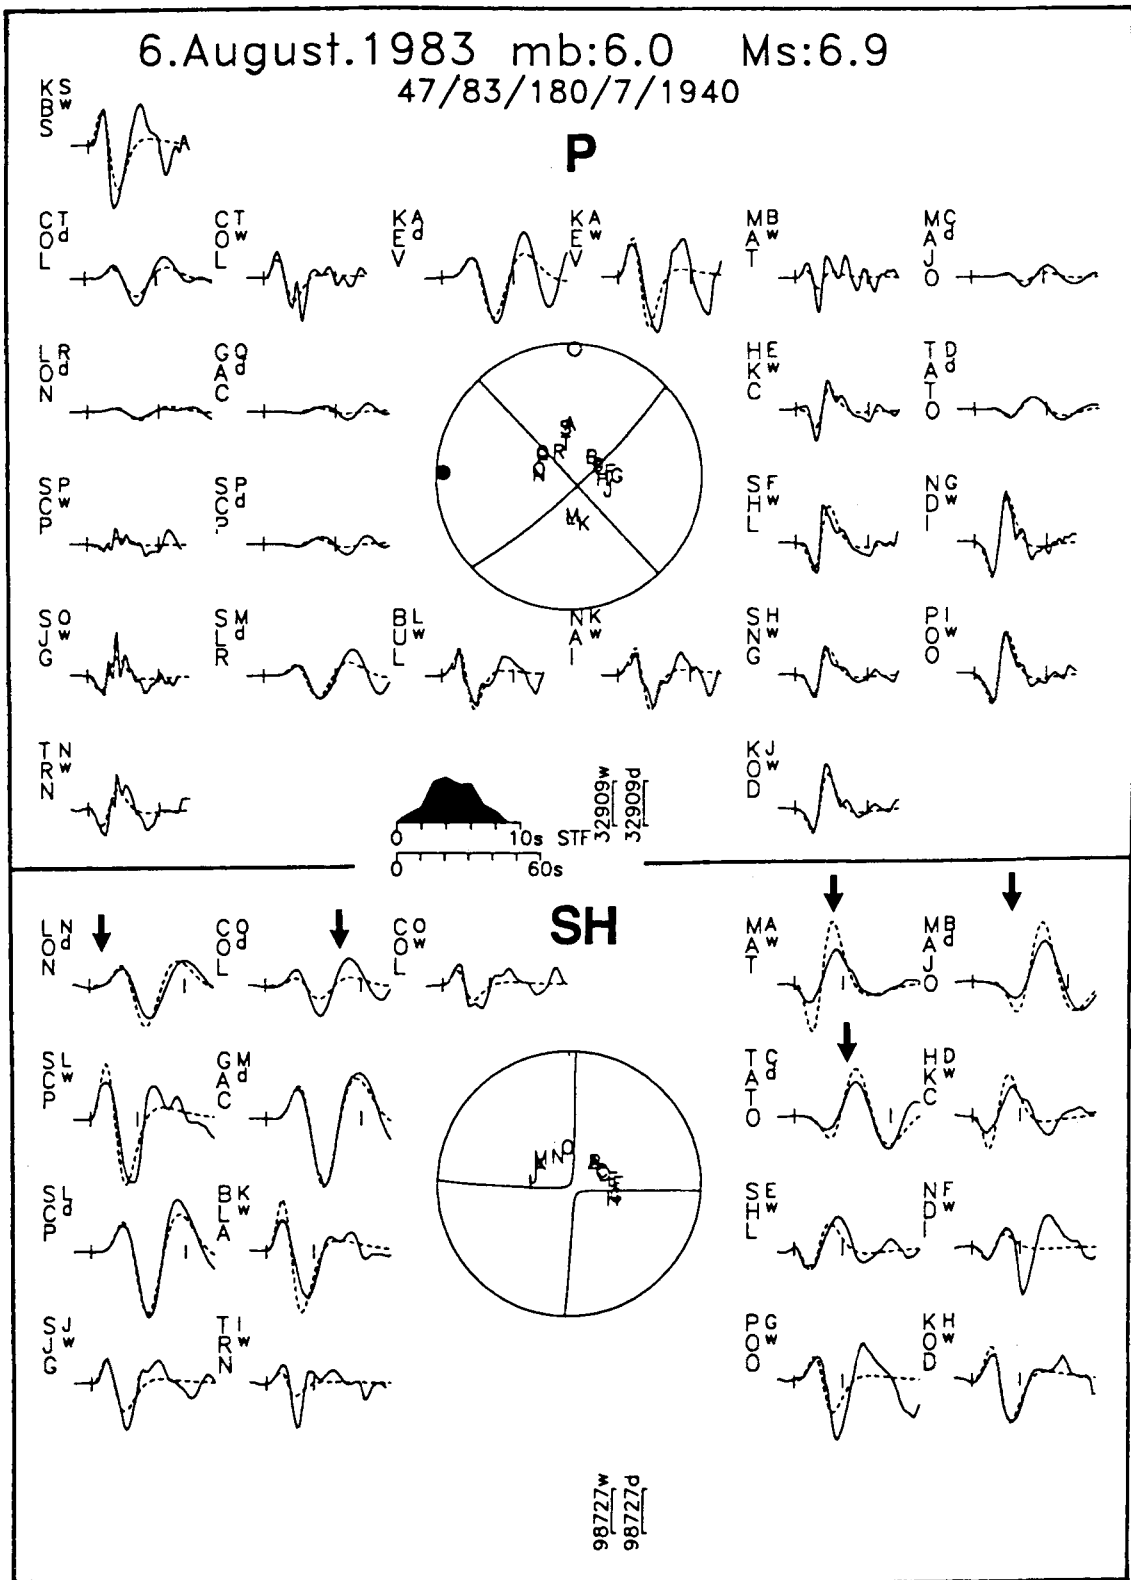 6.August.1983 mb:6.0 Ms:6.9
47/83/180/7/1940
KBS S w
P
COL T d
COL T w
KEV A d
KEV A w
MAT B w
MAJO C d
LON R d
GAC Q d
HKC E w
TATO D d
SCP P w
SCP P d
SHL F w
NDI G w
SJG O w
SLR M d
BUL L w
NAI K w
SNG H w
POO I w
TRN N w
KOD J w
0 10s STF
32909w
32909d
0 60s
SH
LON N d
COL O d
COL O w
MAT A w
MAJO B d
SCP L w
GAC M d
TATO C d
HKC D w
SCP L d
BLA K w
SHL E w
NDI F w
SJG J w
TRN I w
POO G w
KOD H w
98727w
98727d